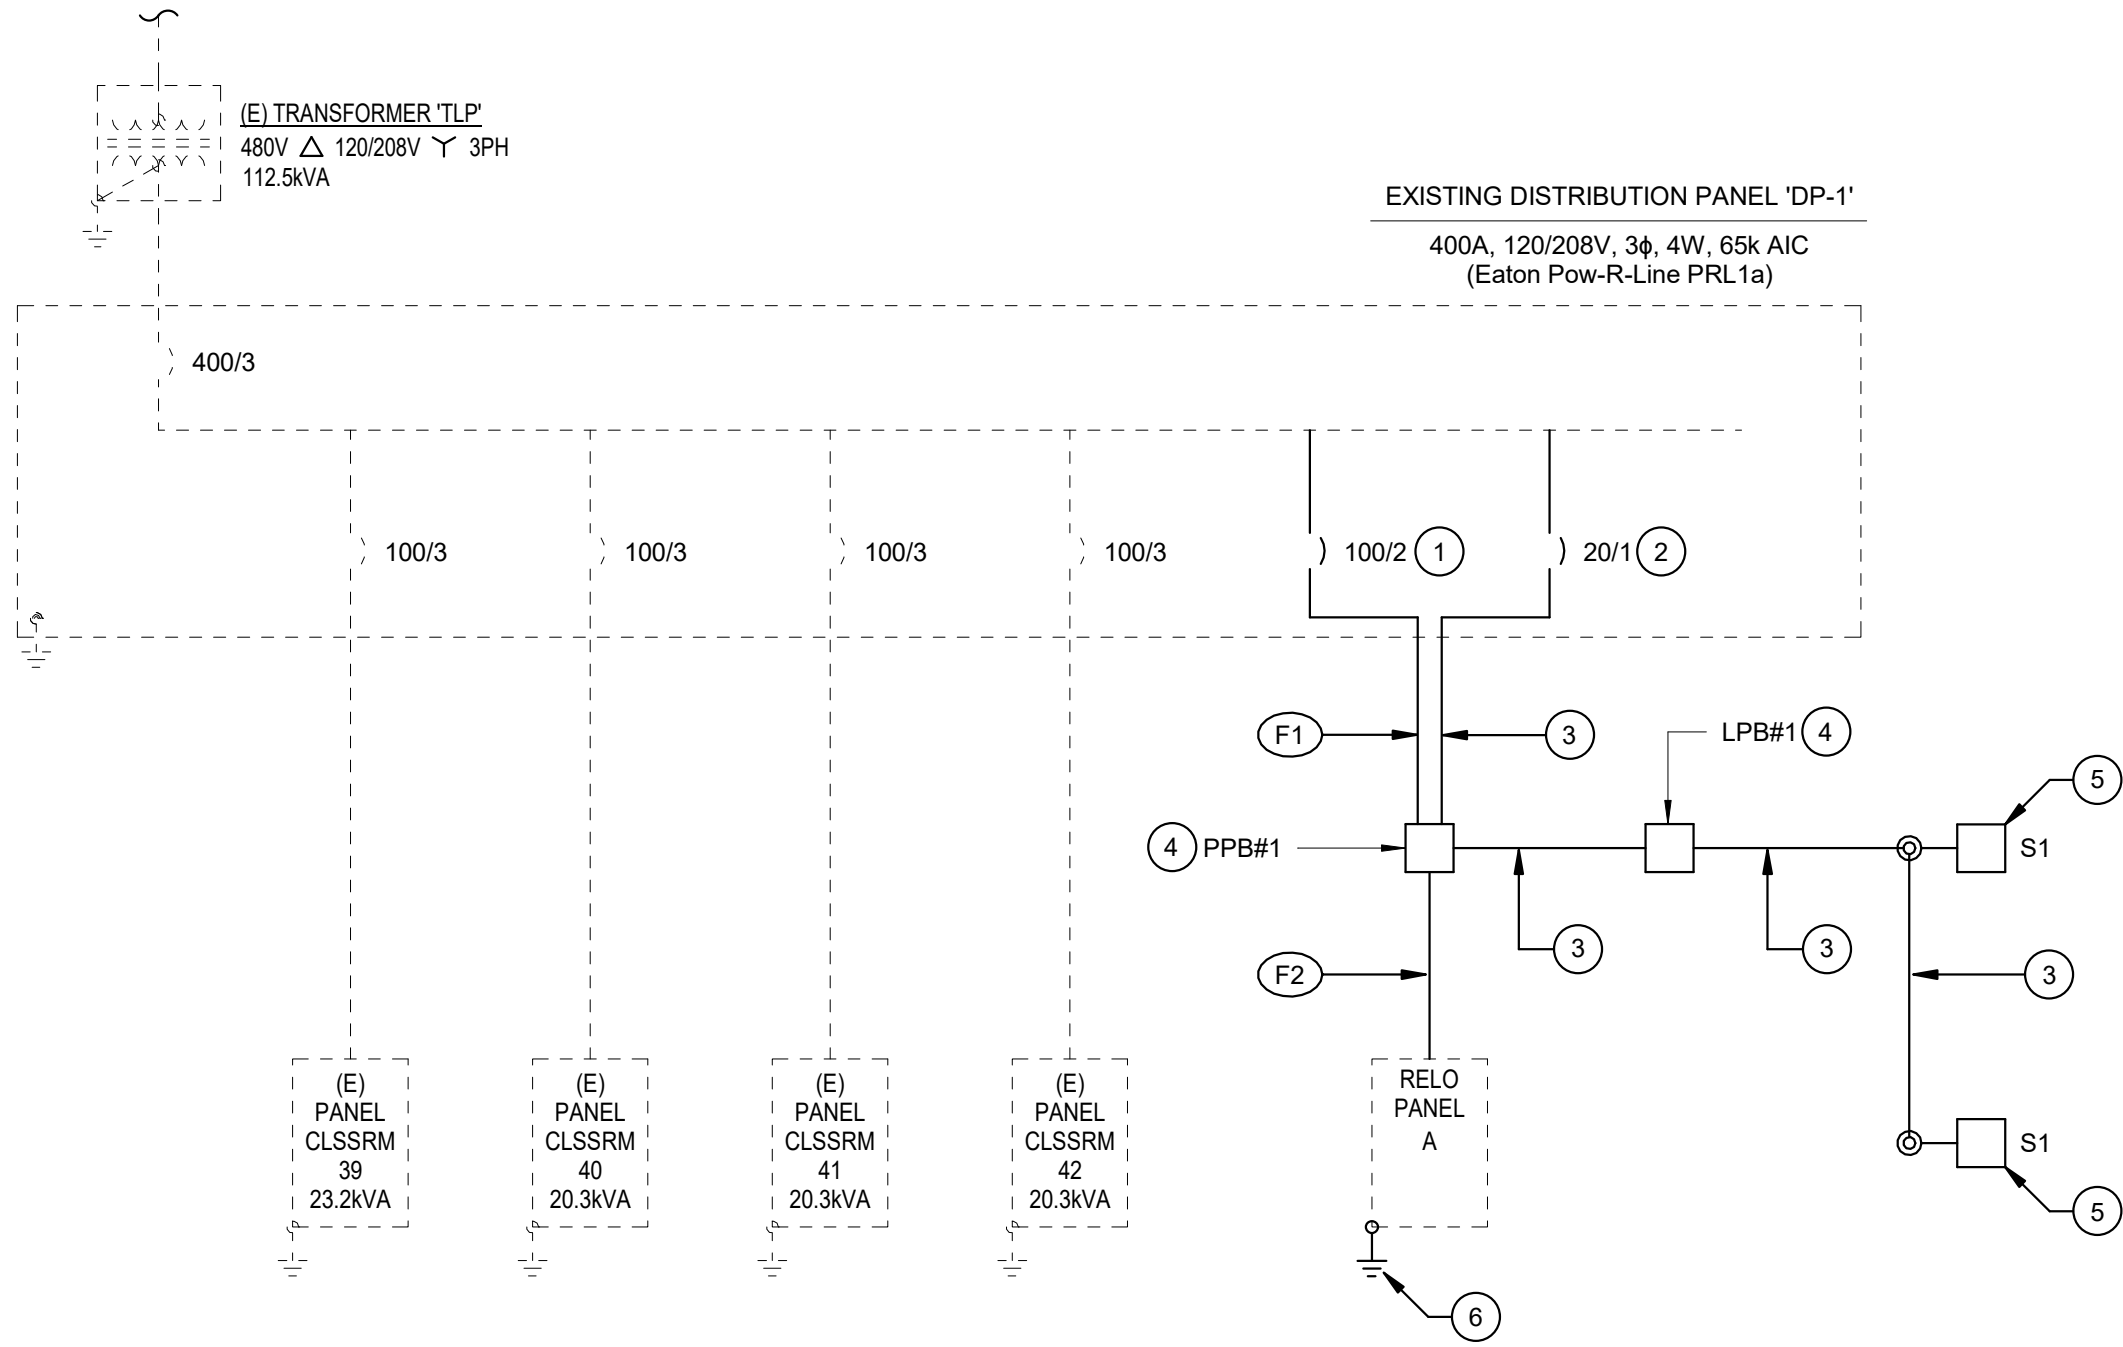 (E) TRANSFORMER 'TLP'
480V △ 120/208V Y 3PH
112.5kVA
EXISTING DISTRIBUTION PANEL 'DP-1'
400A, 120/208V, 3ϕ, 4W, 65k AIC
(Eaton Pow-R-Line PRL1a)
400/3
100/3
100/3
100/3
100/3
100/2 1
20/1 2
F1
3
LPB#1 4
5
4 PPB#1
S1
3
3
F2
3
(E)
PANEL
CLSSRM
39
23.2kVA
(E)
PANEL
CLSSRM
40
20.3kVA
(E)
PANEL
CLSSRM
41
20.3kVA
(E)
PANEL
CLSSRM
42
20.3kVA
RELO
PANEL
A
S1
5
6